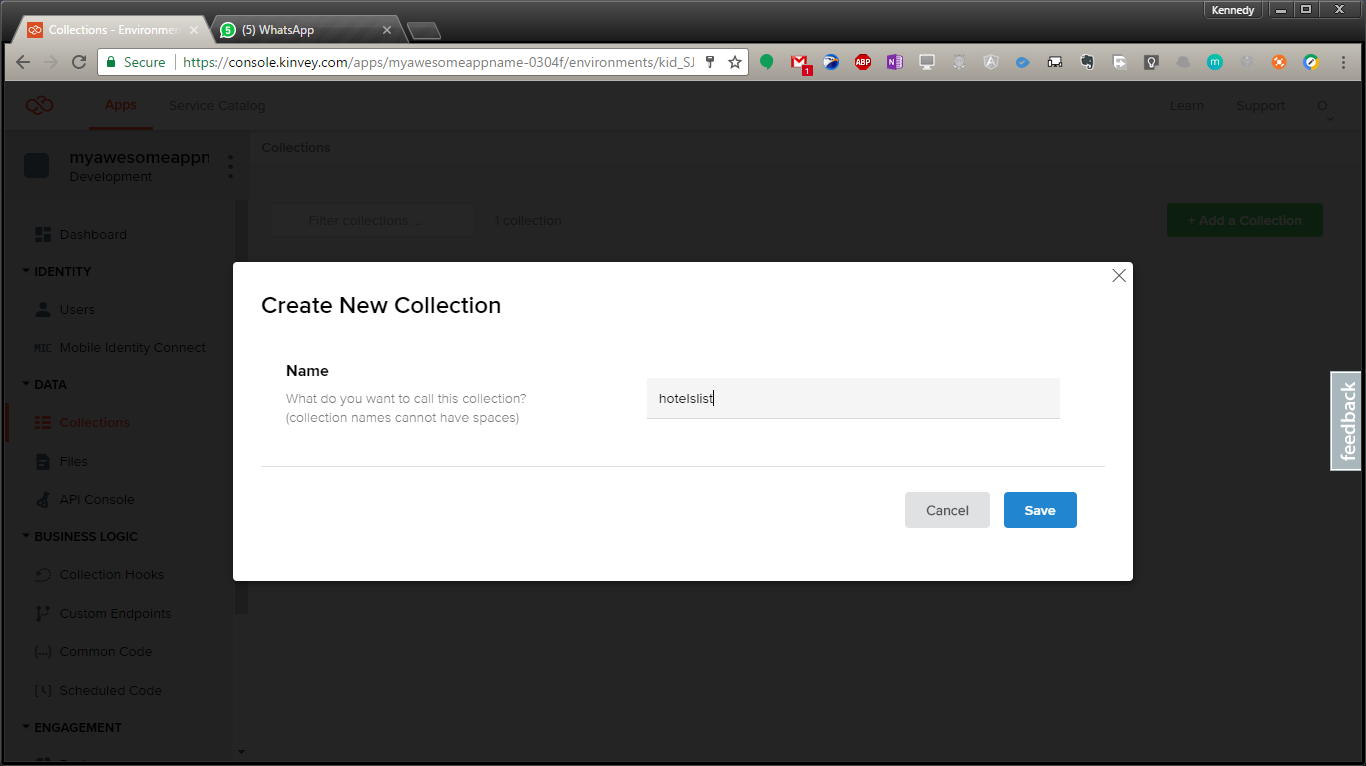 Kennedy
Collections - Environmen
(5) WhatsApp
Secure
https://console.kinvey.com/apps/myawesomeappname-0304f/environments/kid_SJ
1
ABP
Apps
Service Catalog
Learn
Support
O
myawesomeappn
Development
Collections
Filter collections ...
1 collection
+ Add a Collection
Dashboard
IDENTITY
Users
MIC Mobile Identity Connect
DATA
Collections
Files
API Console
BUSINESS LOGIC
Collection Hooks
Custom Endpoints
Common Code
Scheduled Code
ENGAGEMENT
Create New Collection
Name
What do you want to call this collection?
(collection names cannot have spaces)
hotelslist
Cancel
Save
feedback